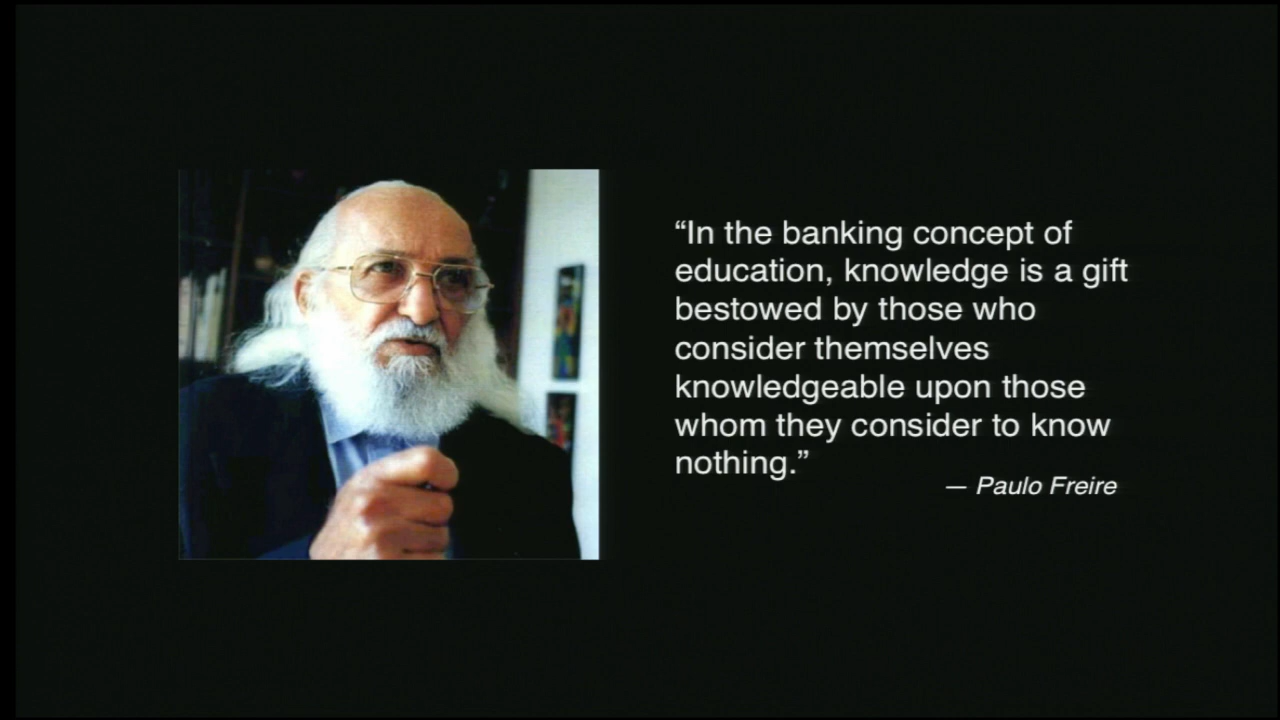 “In the banking concept of
education, knowledge is a gift
bestowed by those who
consider themselves
knowledgeable upon those
whom they consider to know
nothing.”
— Paulo Freire